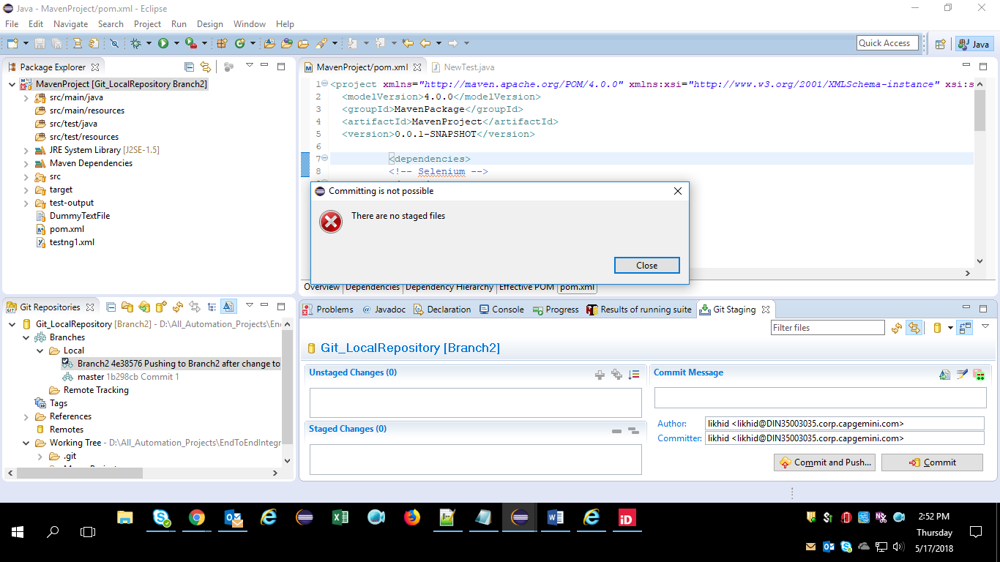 Java - MavenProject/pom.xml - Eclipse
File Edit Navigate Search Project Run Design Window Help
Quick Access
Java
Package Explorer
MavenProject [Git_LocalRepository Branch2]
src/main/java
src/main/resources
src/test/java
src/test/resources
JRE System Library [J2SE-1.5]
Maven Dependencies
src
target
test-output
DummyTextFile
pom.xml
testng1.xml
MavenProject/pom.xml
NewTest.java
1 <project xmlns="http://maven.apache.org/POM/4.0.0" xmlns:xsi="http://www.w3.org/2001/XMLSchema-instance" xsi:s
2 <modelVersion>4.0.0</modelVersion>
3 <groupId>MavenPackage</groupId>
4 <artifactId>MavenProject</artifactId>
5 <version>0.0.1-SNAPSHOT</version>
6
7 <dependencies>
8 <!-- Selenium -->
Committing is not possible
There are no staged files
Close
Overview Dependencies Dependency Hierarchy Effective POM pom.xml
Git Repositories
Git_LocalRepository [Branch2] - D:\All_Automation_Projects\En
Branches
Local
Branch2 4e38576 Pushing to Branch2 after change to
master 1b298cb Commit 1
Remote Tracking
Tags
References
Remotes
Working Tree - D:\All_Automation_Projects\EndToEndIntegr
.git
Problems @ Javadoc Declaration Console Progress Results of running suite Git Staging
Filter files
Git_LocalRepository [Branch2]
Unstaged Changes (0)
Staged Changes (0)
Commit Message
Author: likhid <likhid@DIN35003035.corp.capgemini.com>
Committer: likhid <likhid@DIN35003035.corp.capgemini.com>
Commit and Push...
Commit
iD
2:52 PM
Thursday
5/17/2018